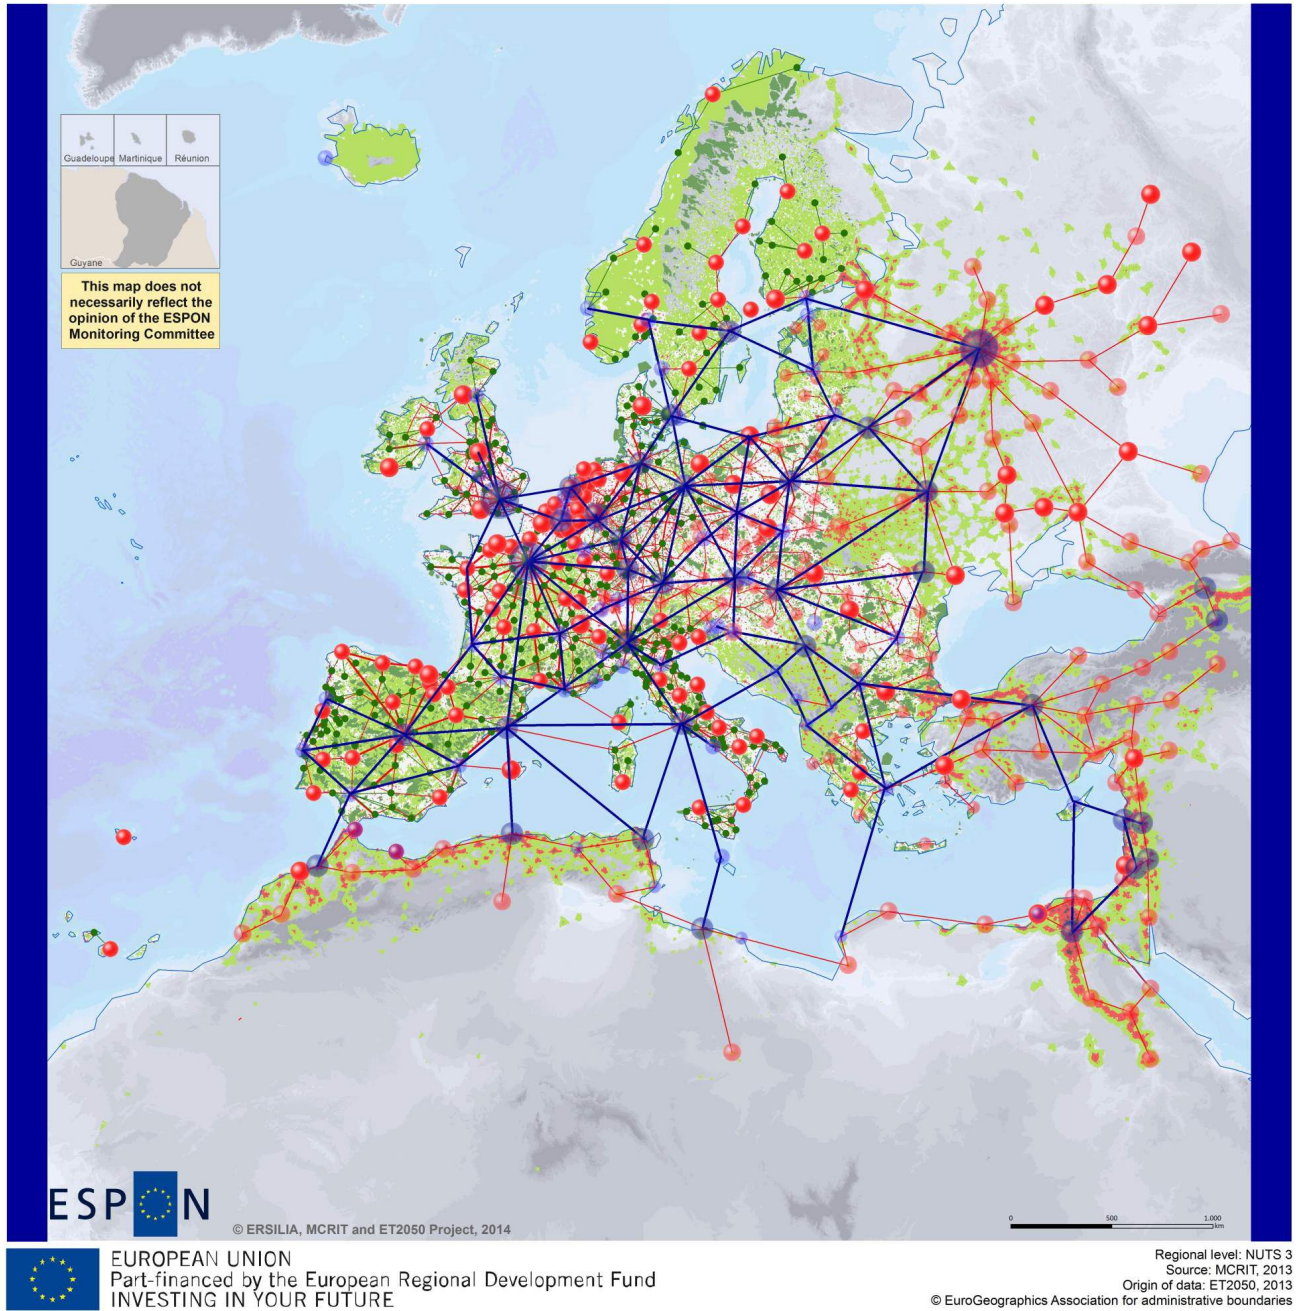 Guadeloupe Martinique Réunion
Guyane
This map does not
necessarily reflect the
opinion of the ESPON
Monitoring Committee
ESPON
© ERSILIA, MCRIT and ET2050 Project, 2014
0 500 1.000
km
EUROPEAN UNION
Part-financed by the European Regional Development Fund
INVESTING IN YOUR FUTURE
Regional level: NUTS 3
Source: MCRIT, 2013
Origin of data: ET2050, 2013
© EuroGeographics Association for administrative boundaries